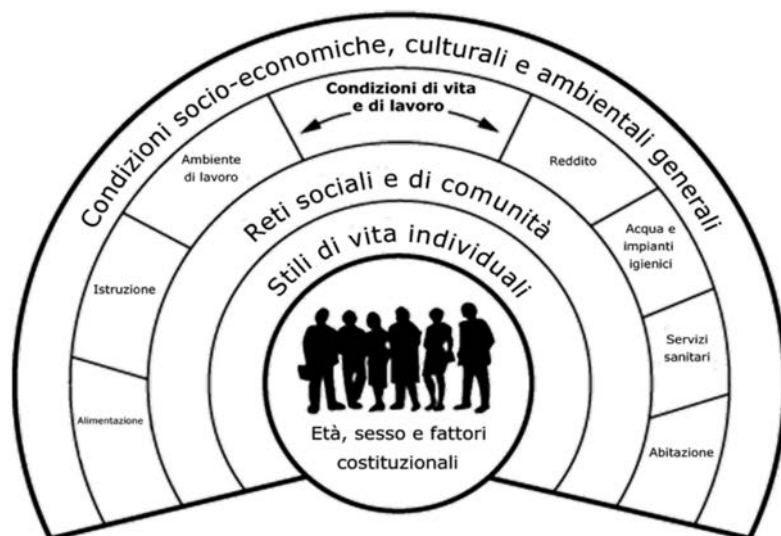 Condizioni socio-economiche, culturali e ambientali generali
Condizioni di vita
e di lavoro
Ambiente
di lavoro
Reddito
Reti sociali e di comunità
Acqua e
impianti
igienici
Stili di vita individuali
Istruzione
Servizi
sanitari
Alimentazione
Abitazione
Età, sesso e fattori
costituzionali